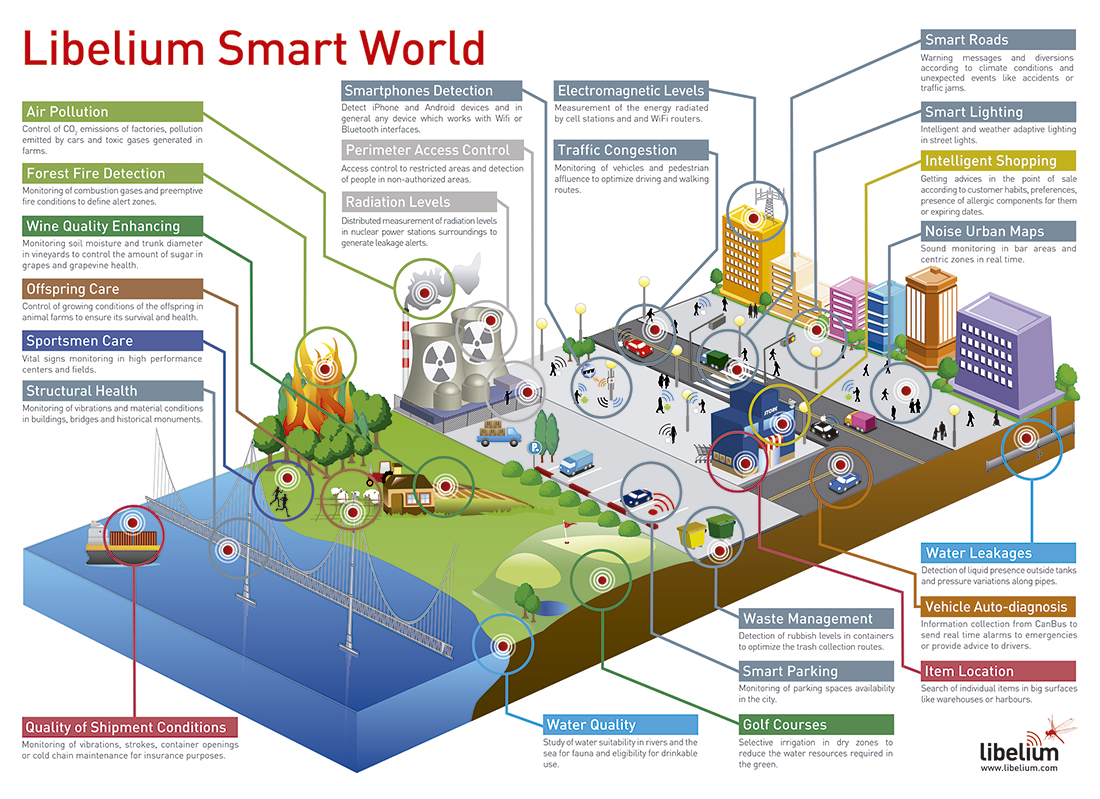 Libelium Smart World
Air Pollution
Control of CO₂ emissions of factories, pollution
emitted by cars and toxic gases generated in
farms.
Forest Fire Detection
Monitoring of combustion gases and preemptive
fire conditions to define alert zones.
Wine Quality Enhancing
Monitoring soil moisture and trunk diameter
in vineyards to control the amount of sugar in
grapes and grapevine health.
Offspring Care
Control of growing conditions of the offspring in
animal farms to ensure its survival and health.
Sportsmen Care
Vital signs monitoring in high performance
centers and fields.
Structural Health
Monitoring of vibrations and material conditions
in buildings, bridges and historical monuments.
Quality of Shipment Conditions
Monitoring of vibrations, strokes, container openings
or cold chain maintenance for insurance purposes.
Smartphones Detection
Detect iPhone and Android devices and in
general any device which works with Wifi or
Bluetooth interfaces.
Perimeter Access Control
Access control to restricted areas and detection
of people in non-authorized areas.
Radiation Levels
Distributed measurement of radiation levels
in nuclear power stations surroundings to
generate leakage alerts.
Electromagnetic Levels
Measurement of the energy radiated
by cell stations and and WiFi routers.
Traffic Congestion
Monitoring of vehicles and pedestrian
affluence to optimize driving and walking
routes.
Smart Roads
Warning messages and diversions
according to climate conditions and
unexpected events like accidents or
traffic jams.
Smart Lighting
Intelligent and weather adaptive lighting
in street lights.
Intelligent Shopping
Getting advices in the point of sale
according to customer habits, preferences,
presence of allergic components for them
or expiring dates.
Noise Urban Maps
Sound monitoring in bar areas and
centric zones in real time.
P
STORE
Water Leakages
Detection of liquid presence outside tanks
and pressure variations along pipes.
Vehicle Auto-diagnosis
Information collection from CanBus to
send real time alarms to emergencies
or provide advice to drivers.
Item Location
Search of individual items in big surfaces
like warehouses or harbours.
Waste Management
Detection of rubbish levels in containers
to optimize the trash collection routes.
Smart Parking
Monitoring of parking spaces availability
in the city.
Golf Courses
Selective irrigation in dry zones to
reduce the water resources required in
the green.
Water Quality
Study of water suitability in rivers and the
sea for fauna and eligibility for drinkable
use.
libelium
www.libelium.com